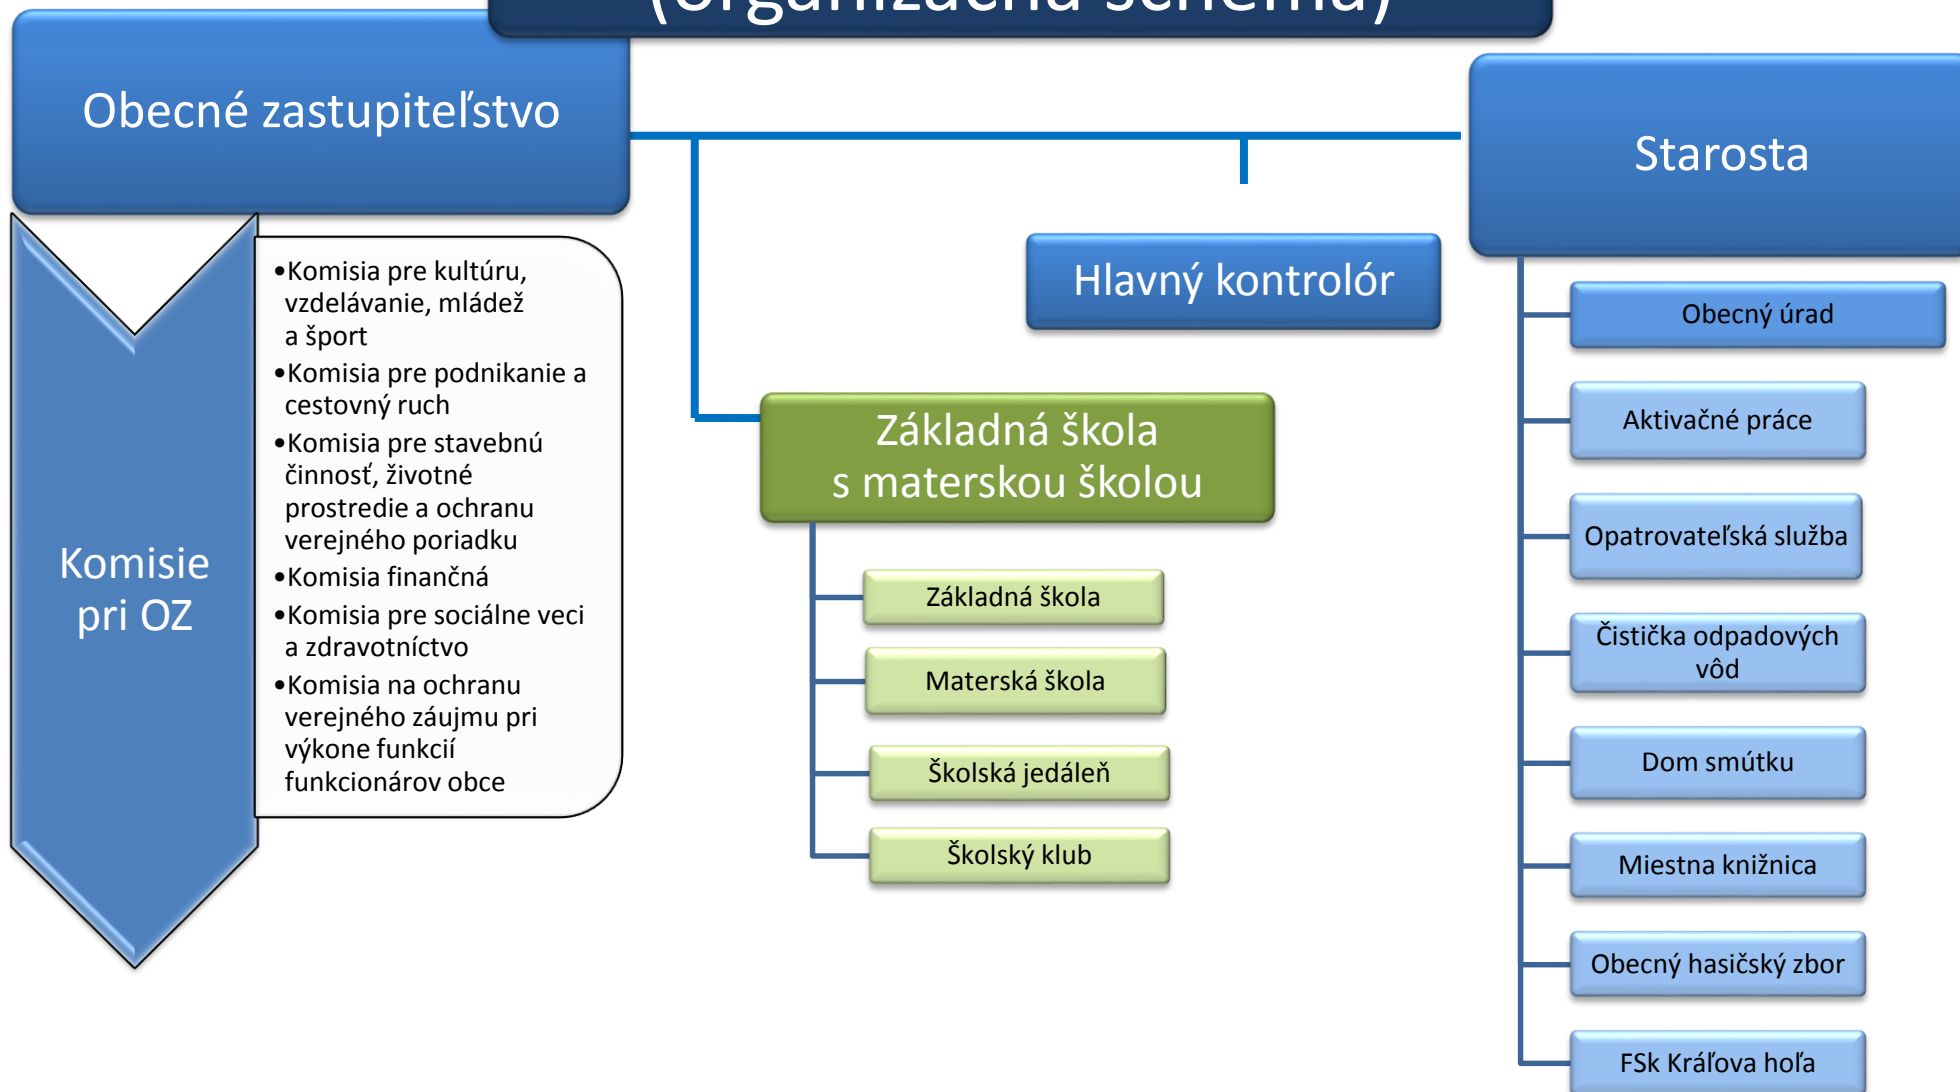 (organizačná schéma)
Obecné zastupiteľstvo
Starosta
Hlavný kontrolór
Komisie
pri OZ
•Komisia pre kultúru,
vzdelávanie, mládež
a šport
•Komisia pre podnikanie a
cestovný ruch
•Komisia pre stavebnú
činnosť, životné
prostredie a ochranu
verejného poriadku
•Komisia finančná
•Komisia pre sociálne veci
a zdravotníctvo
•Komisia na ochranu
verejného záujmu pri
výkone funkcií
funkcionárov obce
Základná škola
s materskou školou
Základná škola
Materská škola
Školská jedáleň
Školský klub
Obecný úrad
Aktivačné práce
Opatrovateľská služba
Čistička odpadových
vôd
Dom smútku
Miestna knižnica
Obecný hasičský zbor
FSk Kráľova hoľa